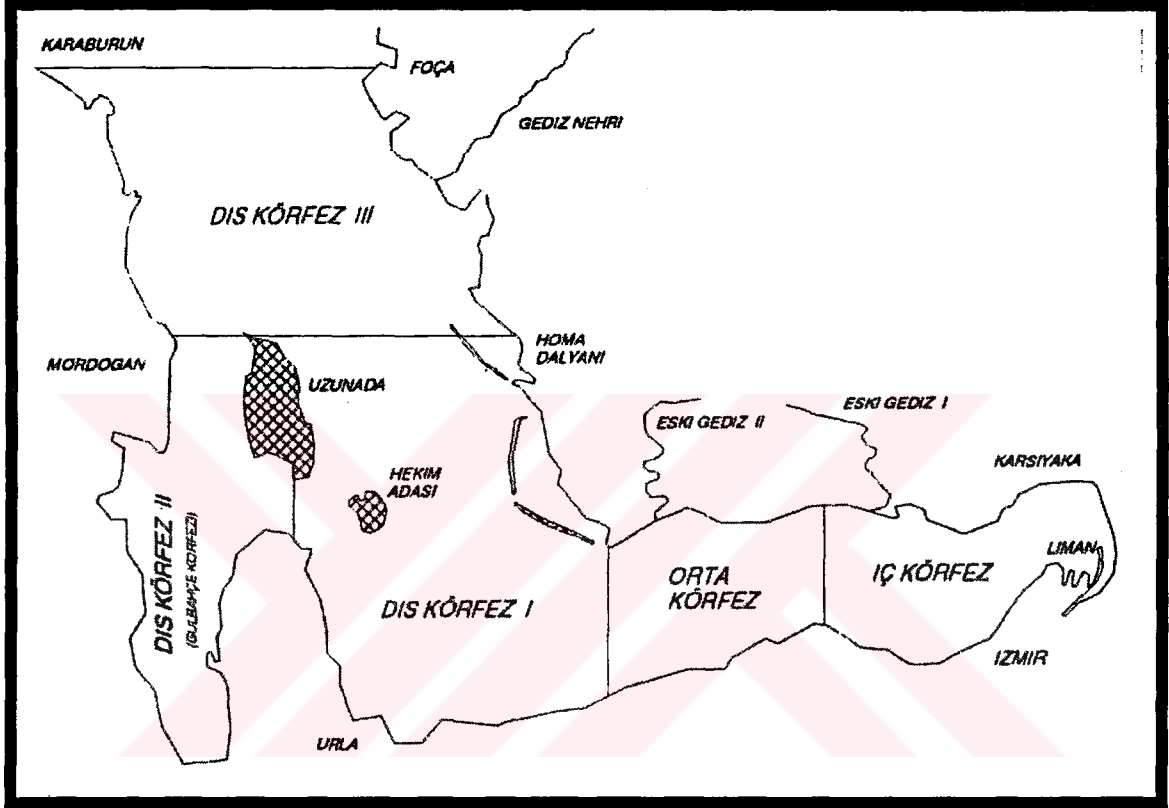 KARABURUN
FOÇA
GEDIZ NEHRI
DIS KÖRFEZ III
HOMA
DALYANI
MORDOGAN
UZUNADA
ESKI GEDIZ II
ESKI GEDIZ I
KARSIYAKA
HEKIM
ADASI
DIS KÖRFEZ II
(GULBAHÇE KORFEZI)
LIMAN
ORTA
KÖRFEZ
IÇ KÖRFEZ
DIS KÖRFEZ I
IZMIR
URLA